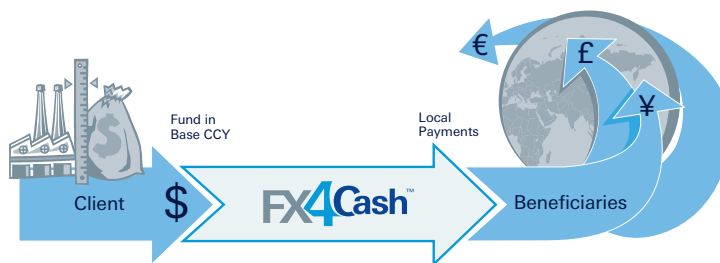 €
£
¥
Fund in
Base CCY
Local
Payments
$
Client
$
FX4Cash™
Beneficiaries